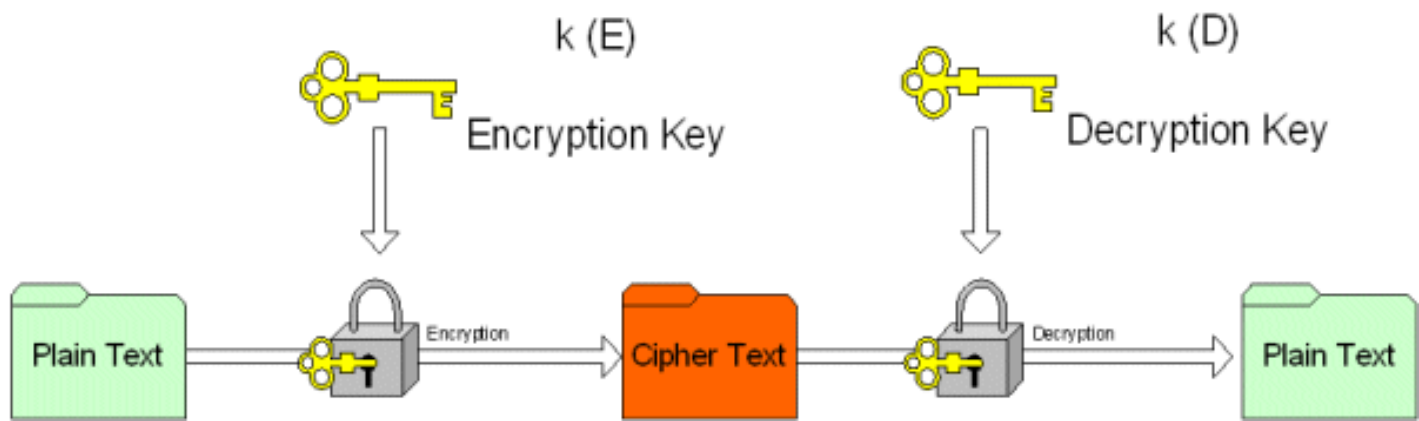 k (E)
k (D)
Encryption Key
Decryption Key
Plain Text
Encryption
Cipher Text
Decryption
Plain Text